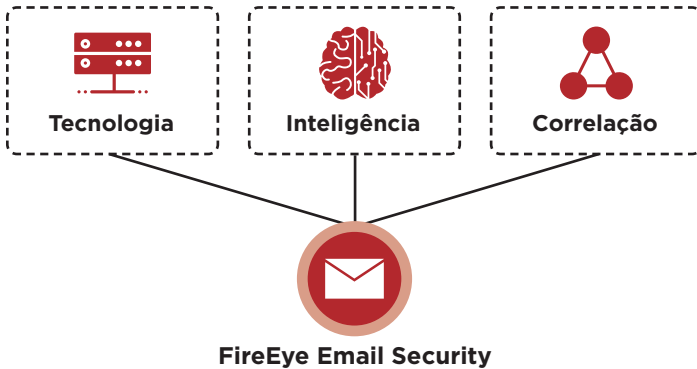 Tecnologia
Inteligência
Correlação
FireEye Email Security